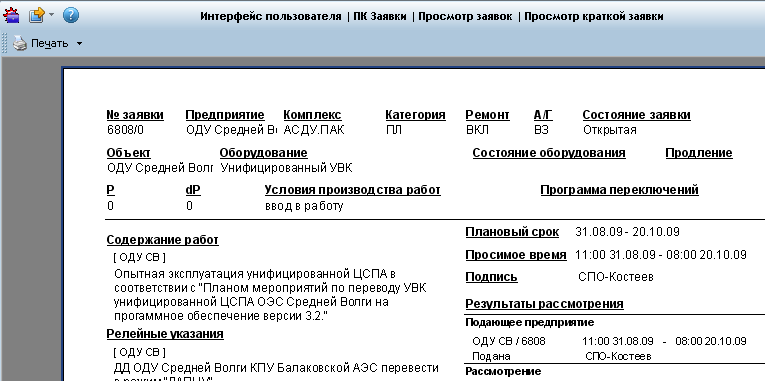 Интерфейс пользователя | ПК Заявки | Просмотр заявок | Просмотр краткой заявки
Печать
№ заявки Предприятие Комплекс Категория Ремонт А/Г Состояние заявки
6808/0 ОДУ Средней Во АСДУ.ПАК ПЛ ВКЛ ВЗ Открытая
Объект Оборудование Состояние оборудования Продление
ОДУ Средней Волг Унифицированный УВК
P dP Условия производства работ Программа переключений
0 0 ввод в работу
Плановый срок 31.08.09 - 20.10.09
Содержание работ
Просимое время 11:00 31.08.09 - 08:00 20.10.09
[ ОДУ СВ ]
Опытная эксплуатация унифицированной ЦСПА в
Подпись СПО-Костеев
соответствии с "Планом мероприятий по переводу УВК
унифицированной ЦСПА ОЭС Средней Волги на
Результаты рассмотрения
прогаммное обеспечение версии 3.2."
Подающее предприятие
Релейные указания
ОДУ СВ / 6808 11:00 31.08.09 - 08:00 20.10.09
[ ОДУ СВ ]
Подана СПО-Костеев
ДД ОДУ Средней Волги КПУ Балаковской АЭС перевести
Рассмотрение
в режим